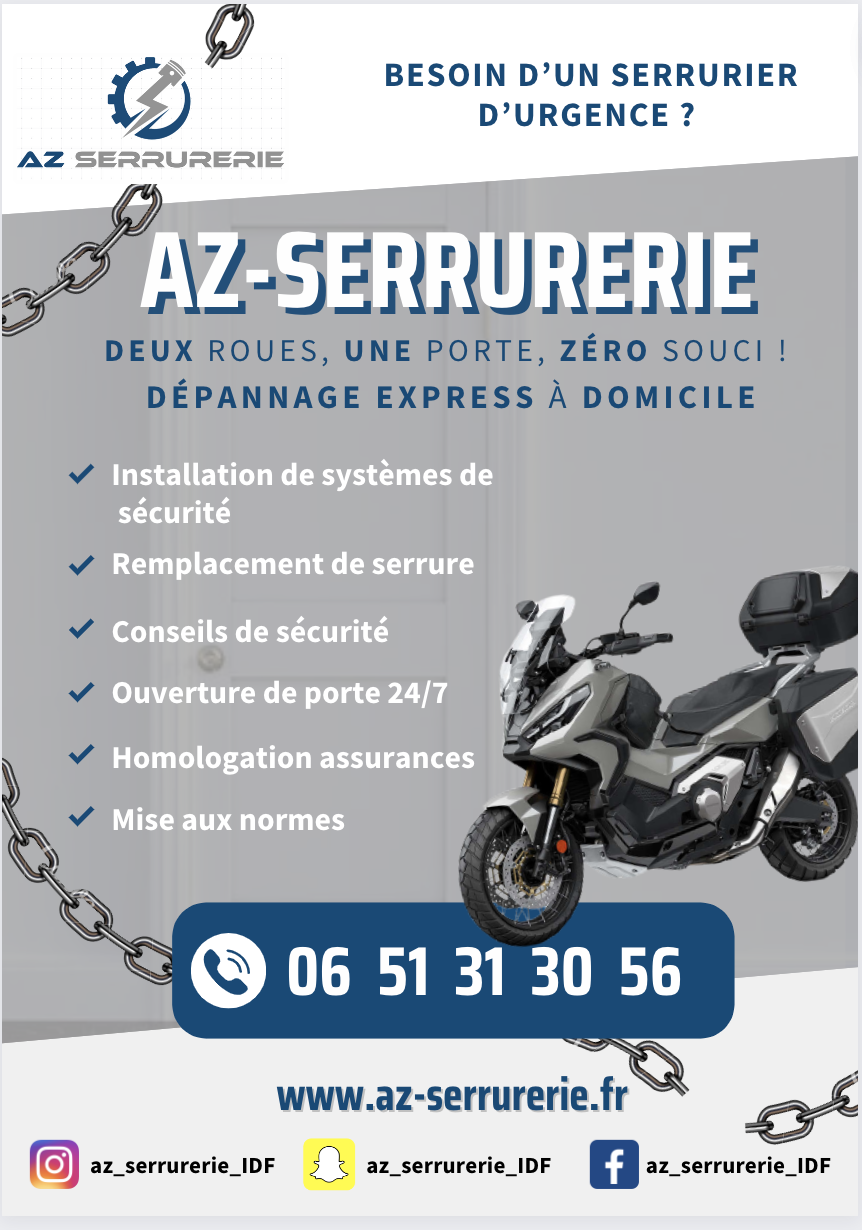 AZ SERRURERIE
BESOIN D'UN SERRURIER
D'URGENCE ?
AZ-SERRURERIE
DEUX ROUES, UNE PORTE, ZÉRO SOUCI !
DÉPANNAGE EXPRESS À DOMICILE
Installation de systèmes de
sécurité
Remplacement de serrure
Conseils de sécurité
Ouverture de porte 24/7
Homologation assurances
Mise aux normes
06 51 31 30 56
www.az-serrurerie.fr
az_serrurerie_IDF az_serrurerie_IDF az_serrurerie_IDF